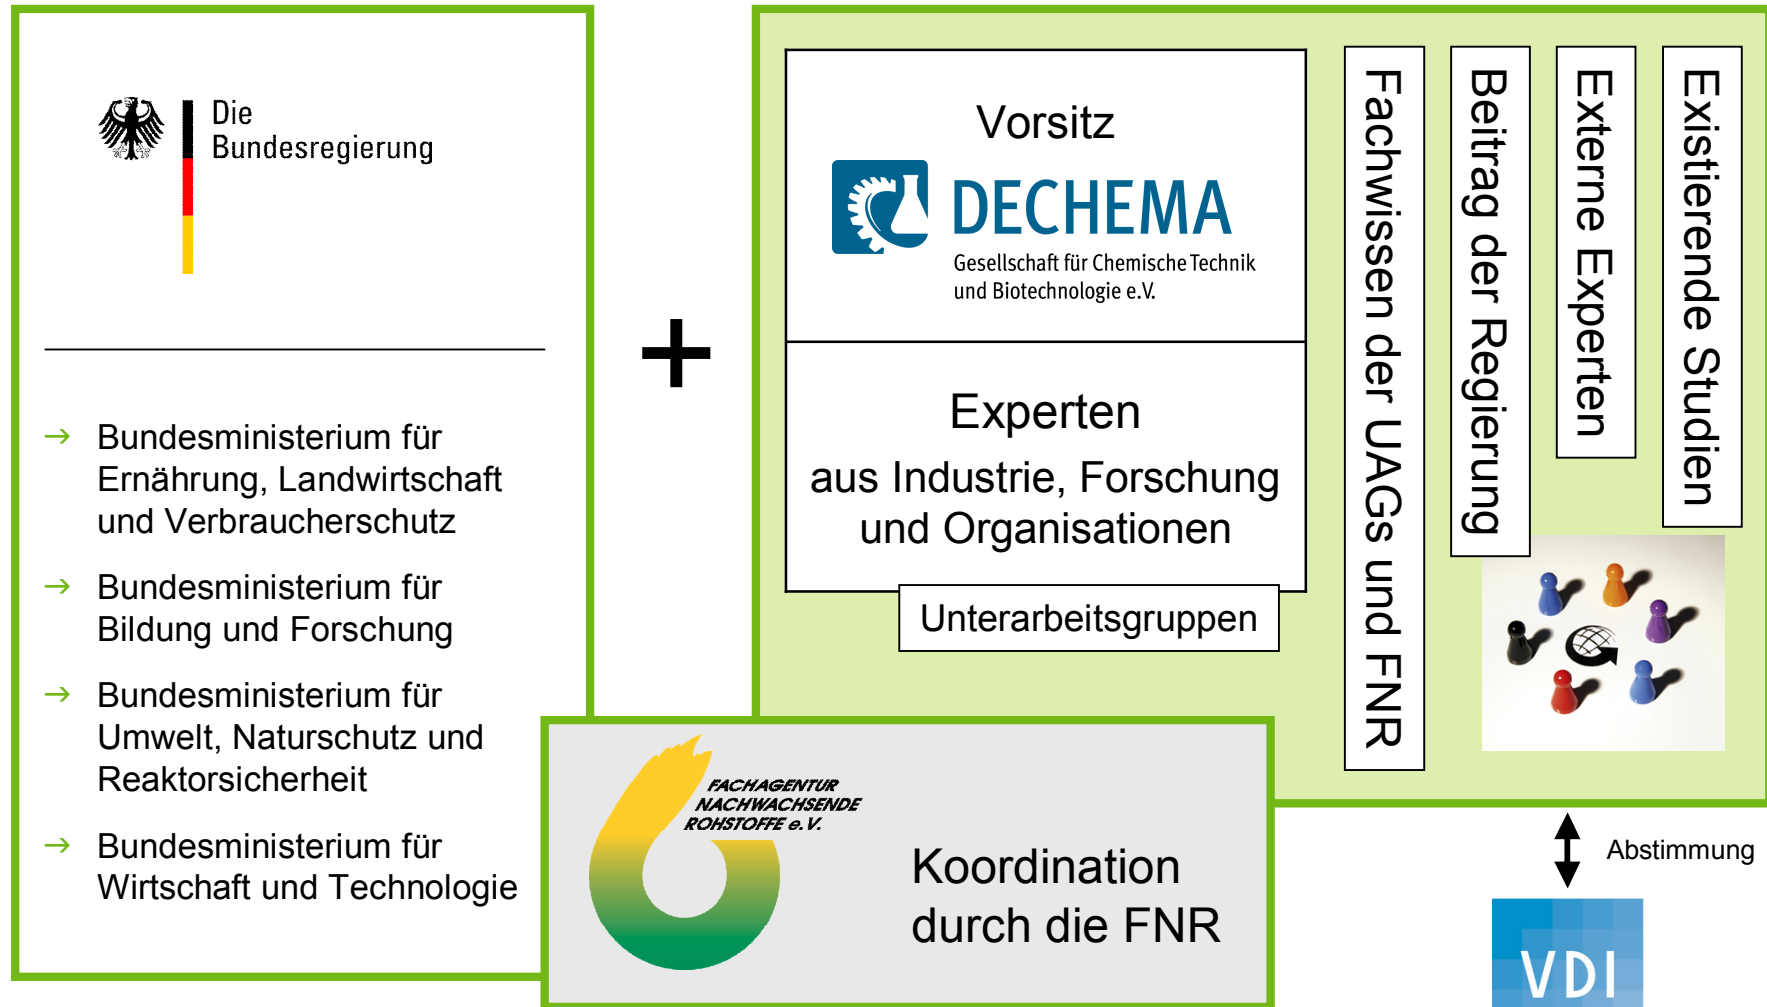 Die
Bundesregierung
→ Bundesministerium für
Ernährung, Landwirtschaft
und Verbraucherschutz
→ Bundesministerium für
Bildung und Forschung
→ Bundesministerium für
Umwelt, Naturschutz und
Reaktorsicherheit
→ Bundesministerium für
Wirtschaft und Technologie
+
Vorsitz
DECHEMA
Gesellschaft für Chemische Technik
und Biotechnologie e.V.
Experten
aus Industrie, Forschung
und Organisationen
Unterarbeitsgruppen
Fachwissen der UAGs und FNR
Beitrag der Regierung
Externe Experten
Existierende Studien
FACHAGENTUR
NACHWACHSENDE
ROHSTOFFE e.V.
Koordination
durch die FNR
Abstimmung
VDI